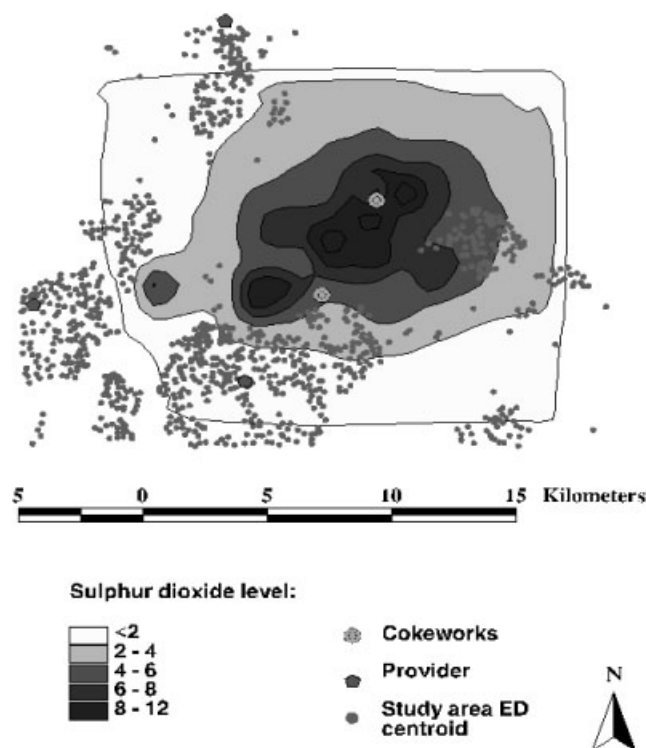 5 0 5 10 15 Kilometers
Sulphur dioxide level:
<2
2 - 4
4 - 6
6 - 8
8 - 12
Cokeworks
Provider
Study area ED
centroid
N